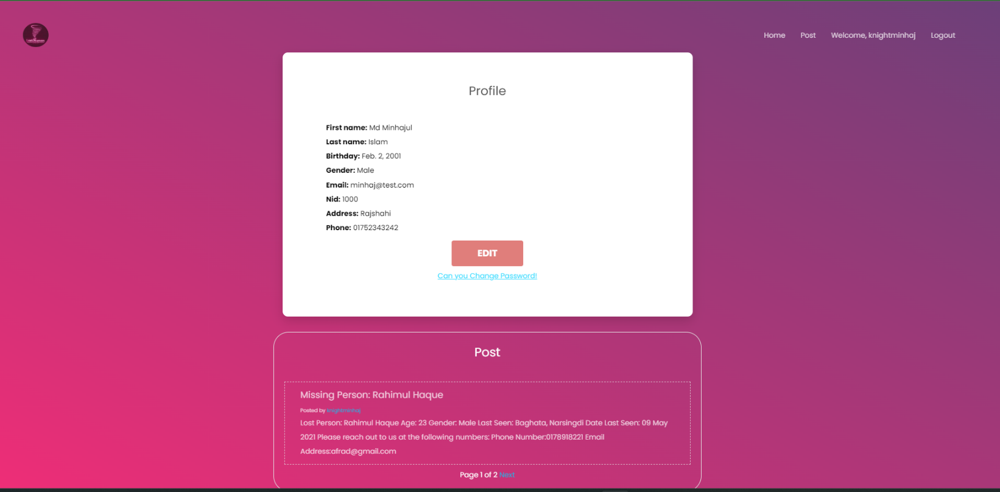 Home Post Welcome, knightminhaj Logout
Profile
First name: Md Minhajul
Last name: Islam
Birthday: Feb. 2, 2001
Gender: Male
Email: minhaj@test.com
Nid: 1000
Address: Rajshahi
Phone: 01752343242
EDIT
Can you Change Password!
Post
Missing Person: Rahimul Haque
Posted by knightminhaj
Lost Person: Rahimul Haque Age: 23 Gender: Male Last Seen: Baghata, Narsingdi Date Last Seen: 09 May
2021 Please reach out to us at the following numbers: Phone Number:0178918221 Email
Address:afrad@gmail.com
Page 1 of 2 Next